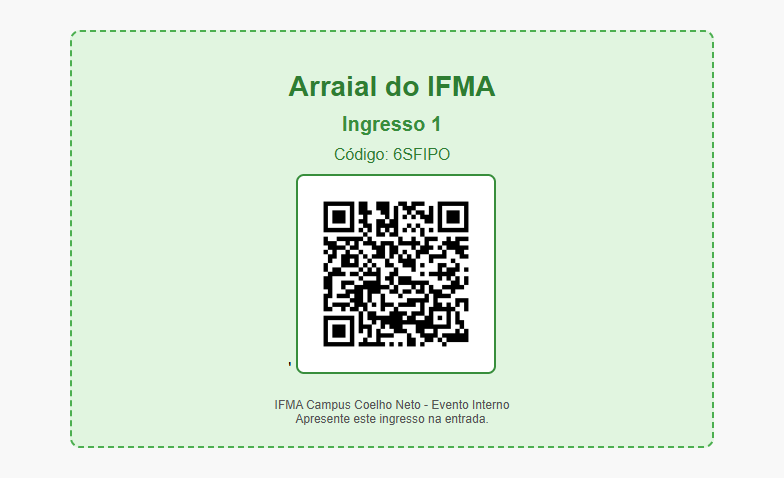 Arraial do IFMA
Ingresso 1
Código: 6SFIPO
'
IFMA Campus Coelho Neto - Evento Interno
Apresente este ingresso na entrada.